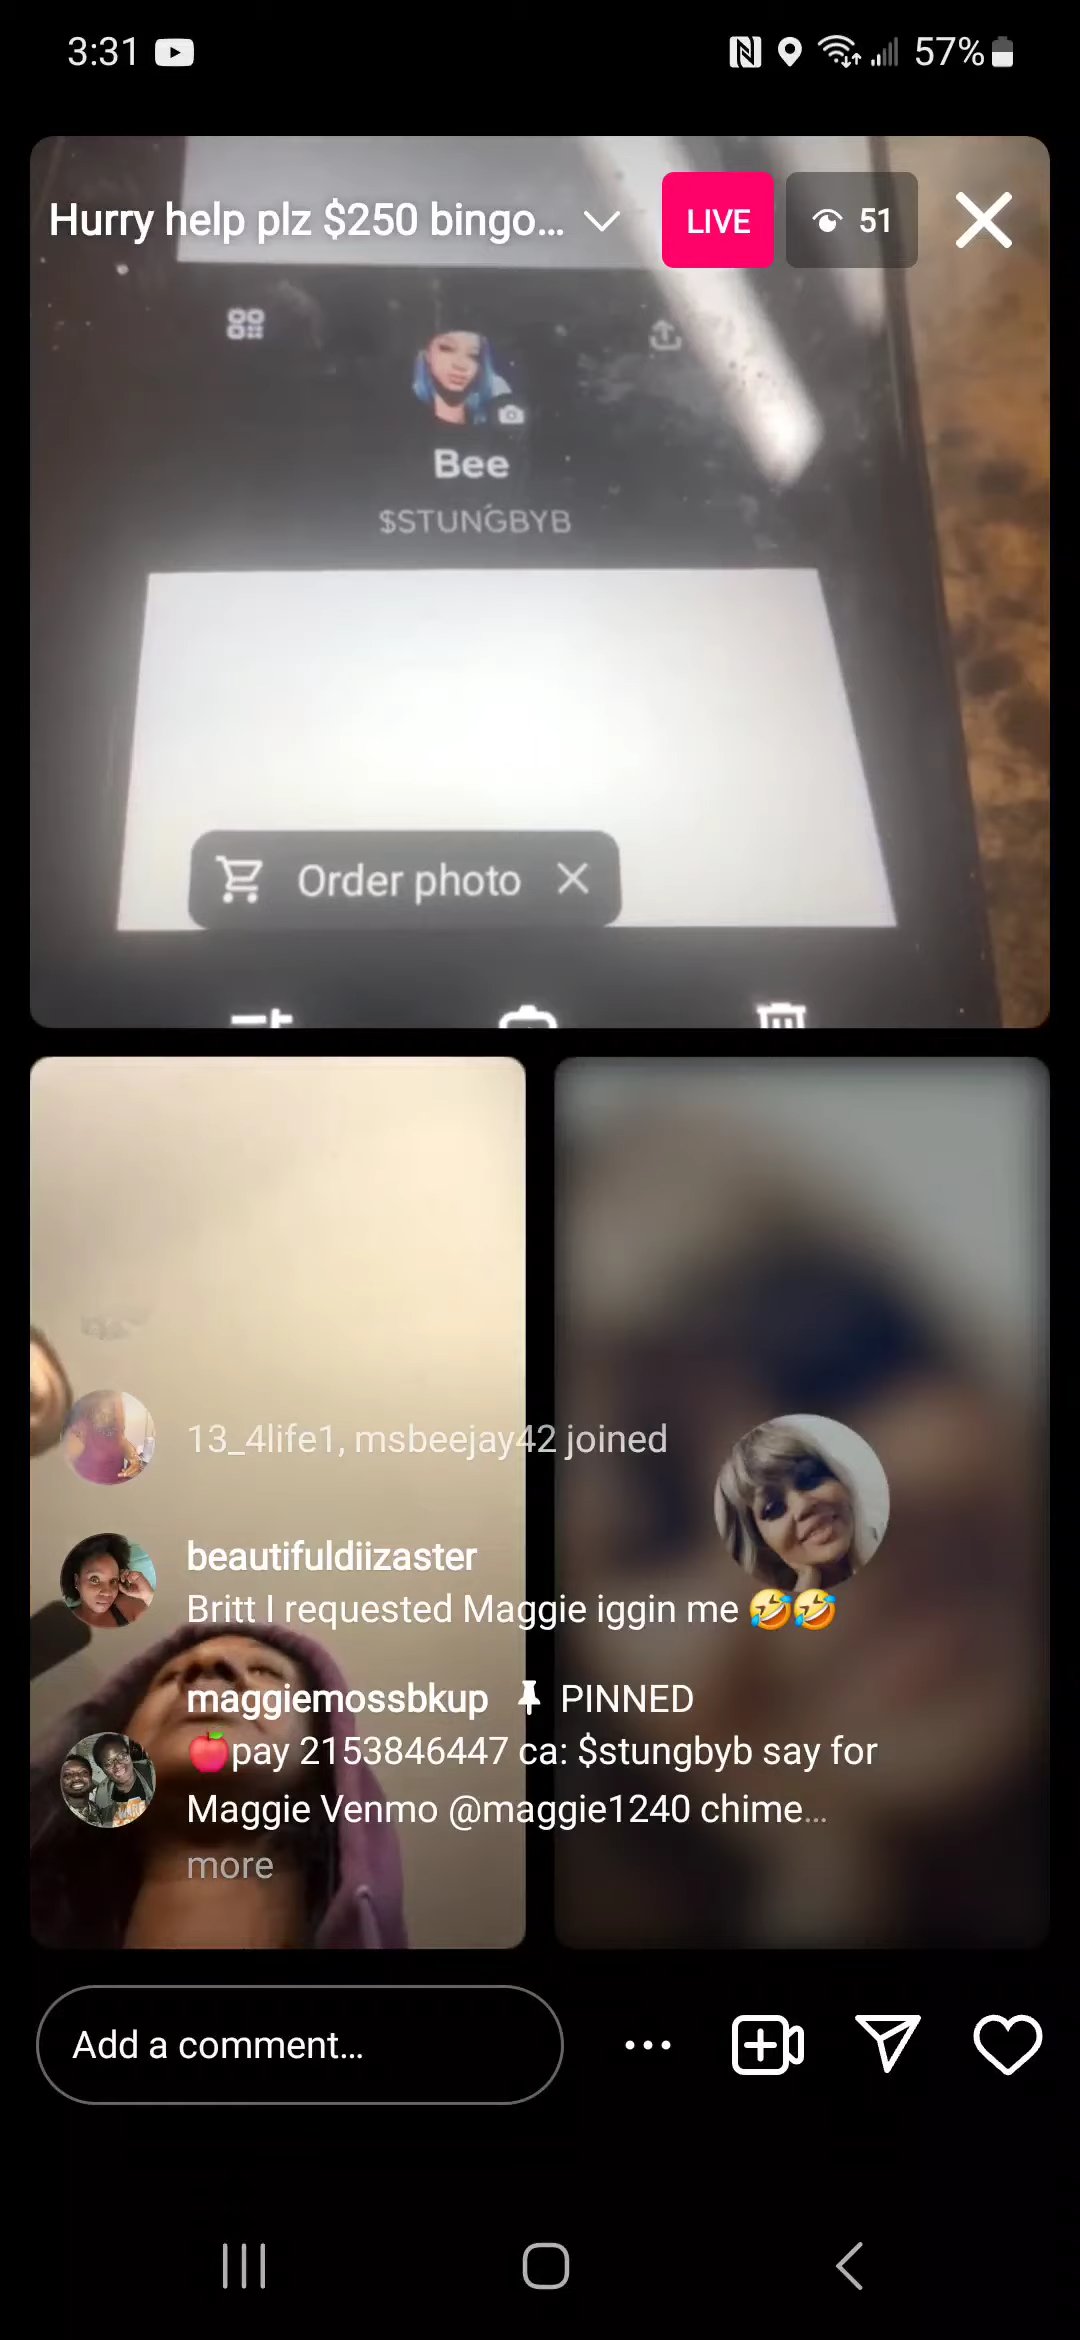 3:31
57%
Hurry help plz $250 bingo...
LIVE
51
Bee
$STUNGBYB
Order photo
13_4life1, msbeejay42 joined
beautifuldiizaster
Britt I requested Maggie iggin me 🤣🤣
maggiemossbkup PINNED
🍎pay 2153846447 ca: $stungbyb say for
Maggie Venmo @maggie1240 chime...
more
Add a comment...